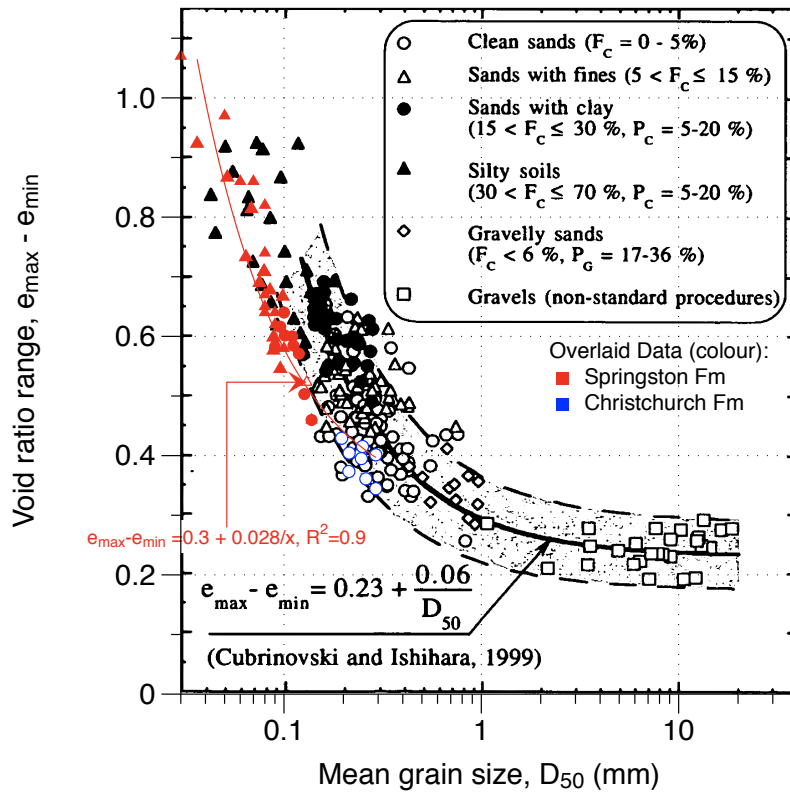 Void ratio range, e_max - e_min
1.0
0.8
0.6
0.4
0.2
0
Clean sands (F_C = 0 - 5%)
Sands with fines (5 < F_C ≤ 15 %)
Sands with clay
(15 < F_C ≤ 30 %, P_C = 5-20 %)
Silty soils
(30 < F_C ≤ 70 %, P_C = 5-20 %)
Gravelly sands
(F_C < 6 %, P_G = 17-36 %)
Gravels (non-standard procedures)
Overlaid Data (colour):
Springston Fm
Christchurch Fm
e_max-e_min =0.3 + 0.028/x, R²=0.9
e_max - e_min = 0.23 + 0.06/D_50
(Cubrinovski and Ishihara, 1999)
0.1 1 10
Mean grain size, D_50 (mm)